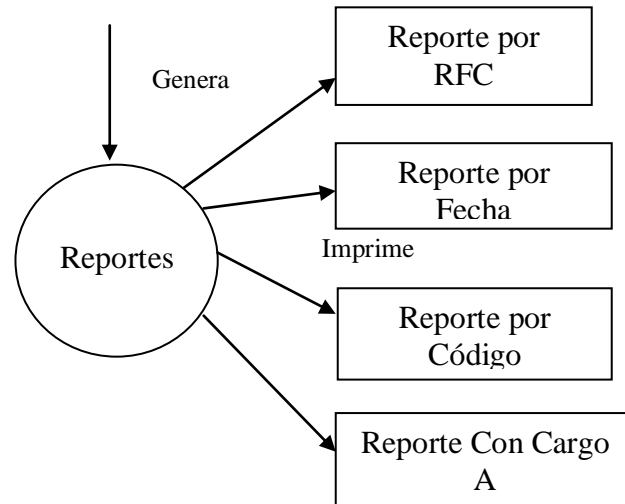 Reporte por
RFC
Genera
Reporte por
Fecha
Imprime
Reportes
Reporte por
Código
Reporte Con Cargo
A